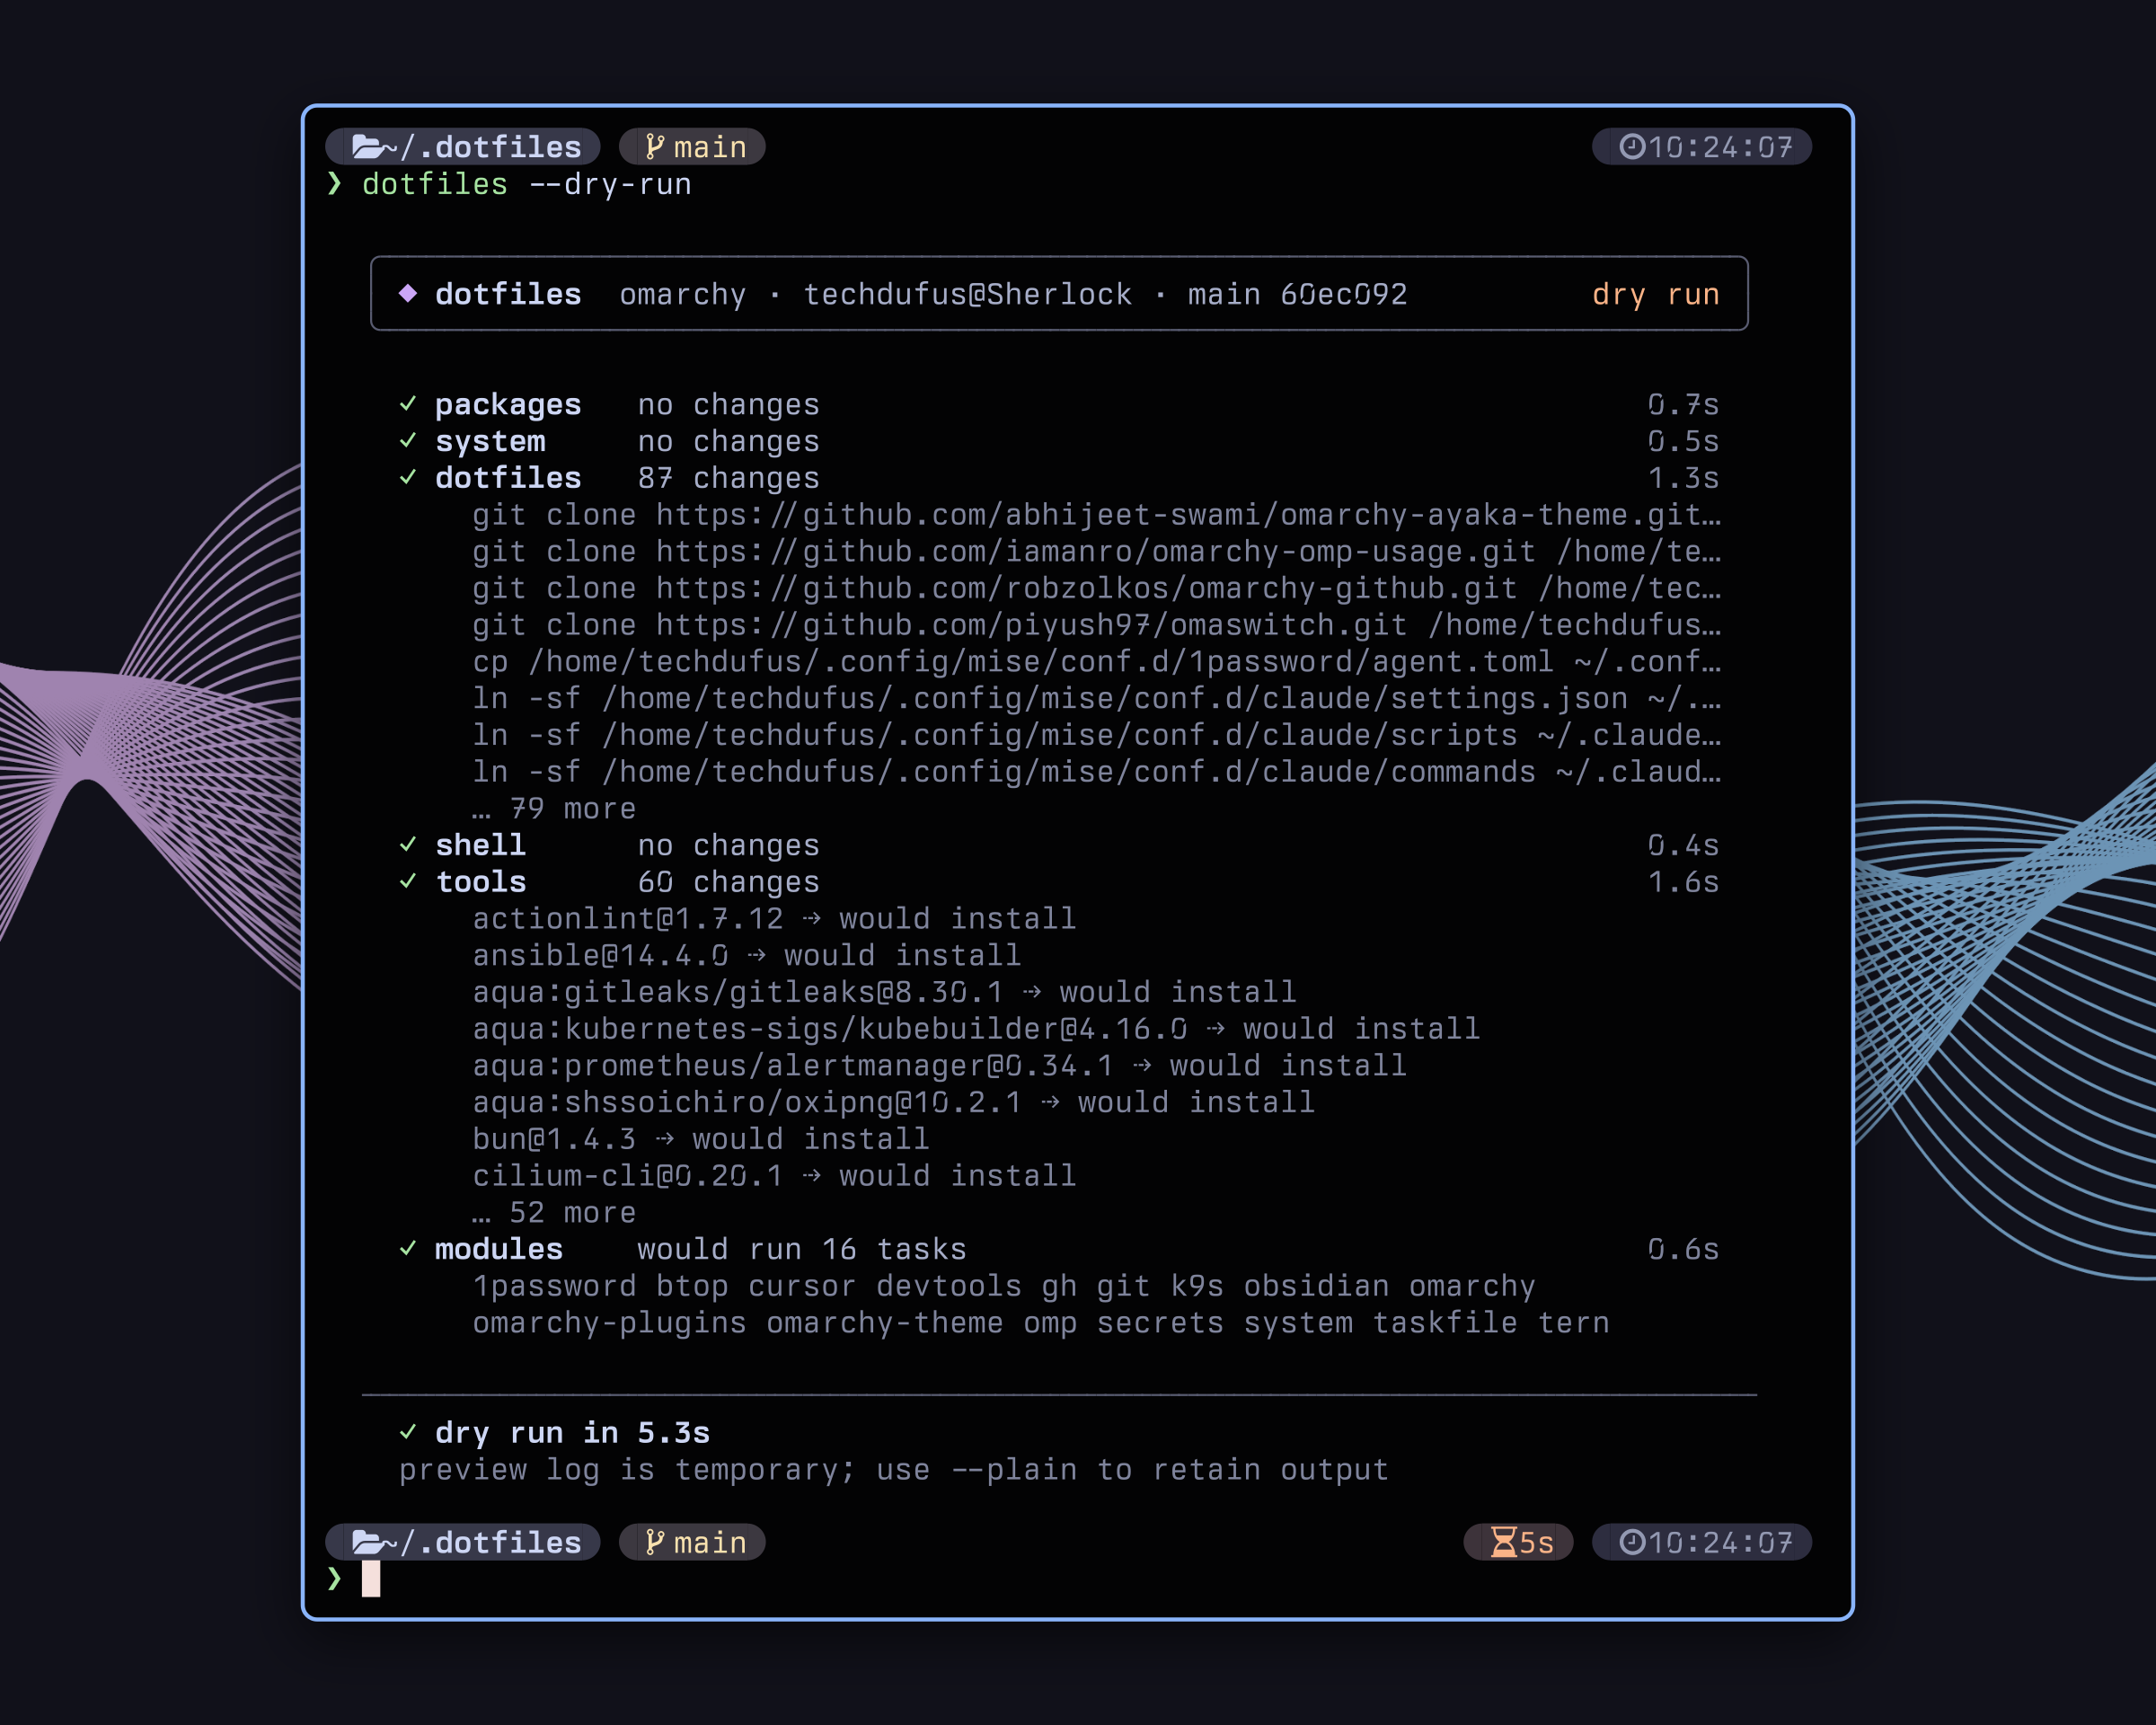 ~/.dotfiles main 10:24:07
❯ dotfiles --dry-run
◆ dotfiles omarchy · techdufus@Sherlock · main 60ec092 dry run
✓ packages no changes 0.7s
✓ system no changes 0.5s
✓ dotfiles 87 changes 1.3s
git clone https://github.com/abhijeet-swami/omarchy-ayaka-theme.git…
git clone https://github.com/iamanro/omarchy-omp-usage.git /home/te…
git clone https://github.com/robzolkos/omarchy-github.git /home/tec…
git clone https://github.com/piyush97/omaswitch.git /home/techdufus…
cp /home/techdufus/.config/mise/conf.d/1password/agent.toml ~/.conf…
ln -sf /home/techdufus/.config/mise/conf.d/claude/settings.json ~/.…
ln -sf /home/techdufus/.config/mise/conf.d/claude/scripts ~/.claude…
ln -sf /home/techdufus/.config/mise/conf.d/claude/commands ~/.claud…
… 79 more
✓ shell no changes 0.4s
✓ tools 60 changes 1.6s
actionlint@1.7.12 → would install
ansible@14.4.0 → would install
aqua:gitleaks/gitleaks@8.30.1 → would install
aqua:kubernetes-sigs/kubebuilder@4.16.0 → would install
aqua:prometheus/alertmanager@0.34.1 → would install
aqua:shssoichiro/oxipng@10.2.1 → would install
bun@1.4.3 → would install
cilium-cli@0.20.1 → would install
… 52 more
✓ modules would run 16 tasks 0.6s
1password btop cursor devtools gh git k9s obsidian omarchy
omarchy-plugins omarchy-theme omp secrets system taskfile tern
✓ dry run in 5.3s
preview log is temporary; use --plain to retain output
~/.dotfiles main 5s 10:24:07
❯